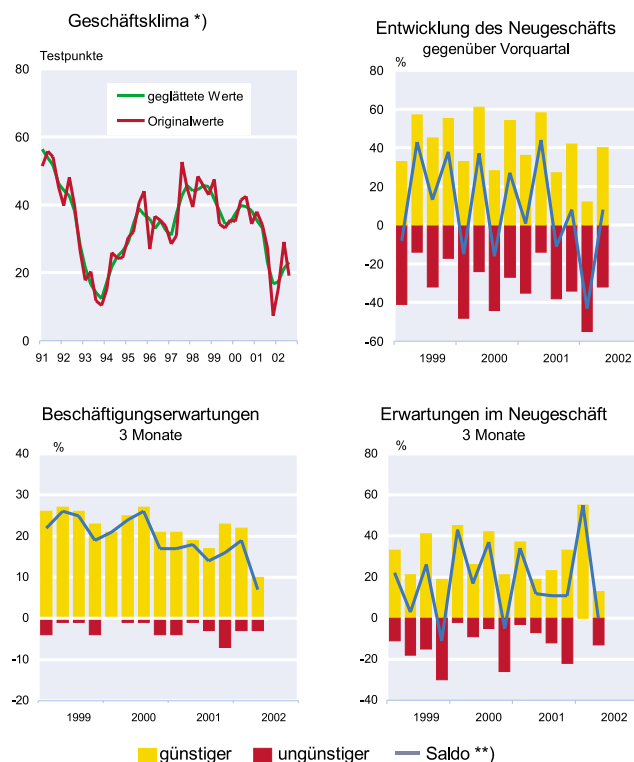 Geschäftsklima *)
Testpunkte
80
60
40
20
0
geglättete Werte
Originalwerte
91 92 93 94 95 96 97 98 99 00 01 02
Entwicklung des Neugeschäfts
gegenüber Vorquartal
%
80
60
40
20
0
-20
-40
-60
1999 2000 2001 2002
Beschäftigungserwartungen
3 Monate
%
40
30
20
10
0
-10
-20
1999 2000 2001 2002
Erwartungen im Neugeschäft
3 Monate
%
80
60
40
20
0
-20
-40
1999 2000 2001 2002
günstiger ungünstiger Saldo **)